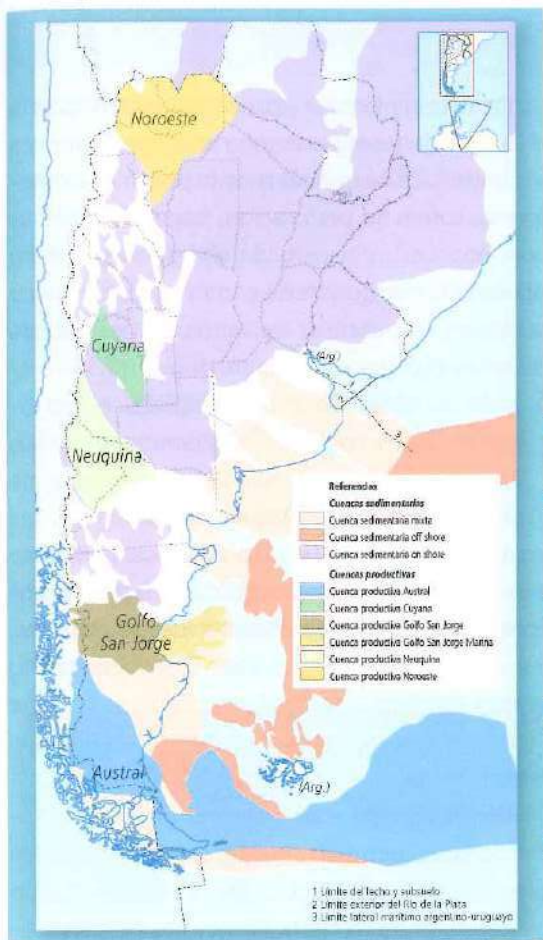 Noroeste
Cuyana
(Arg.)
1
2
3
Neuquina
Referencias
Cuencas sedimentarias
Cuenca sedimentaria mixta
Cuenca sedimentaria off shore
Cuenca sedimentaria on shore
Cuencas productivas
Cuenca productiva Austral
Cuenca productiva Cuyana
Cuenca productiva Golfo San Jorge
Cuenca productiva Golfo San Jorge Marina
Cuenca productiva Neuquina
Cuenca productiva Noroeste
Golfo
San Jorge
Austral
(Arg.)
1 Límite del lecho y subsuelo
2 Límite exterior del Río de la Plata
3 Límite lateral marítimo argentino-uruguayo